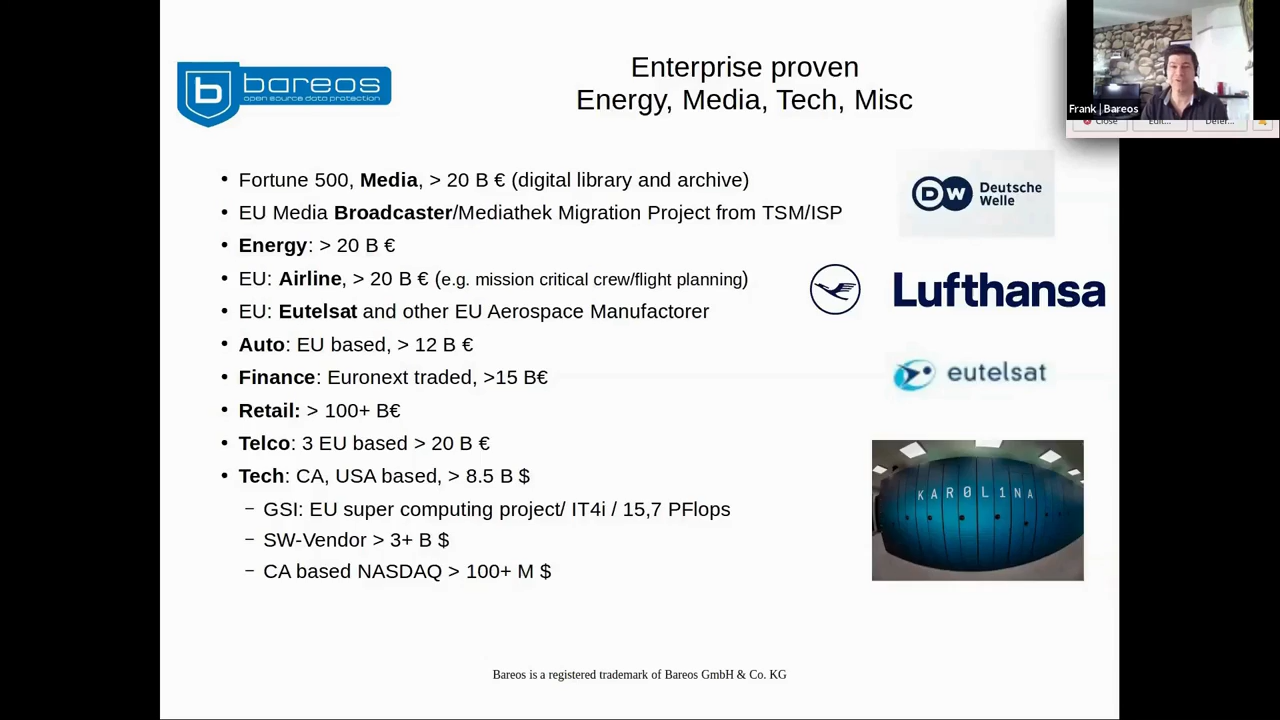 bareos
open source data protection
Enterprise proven
Energy, Media, Tech, Misc
Frank | Bareos
Close Edit... Defer...
• Fortune 500, Media, > 20 B € (digital library and archive)
• EU Media Broadcaster/Mediathek Migration Project from TSM/ISP
• Energy: > 20 B €
• EU: Airline, > 20 B € (e.g. mission critical crew/flight planning)
• EU: Eutelsat and other EU Aerospace Manufactorer
• Auto: EU based, > 12 B €
• Finance: Euronext traded, >15 B€
• Retail: > 100+ B€
• Telco: 3 EU based > 20 B €
• Tech: CA, USA based, > 8.5 B $
– GSI: EU super computing project/ IT4i / 15,7 PFlops
– SW-Vendor > 3+ B $
– CA based NASDAQ > 100+ M $
DW Deutsche
Welle
Lufthansa
eutelsat
KAROL1NA
Bareos is a registered trademark of Bareos GmbH & Co. KG